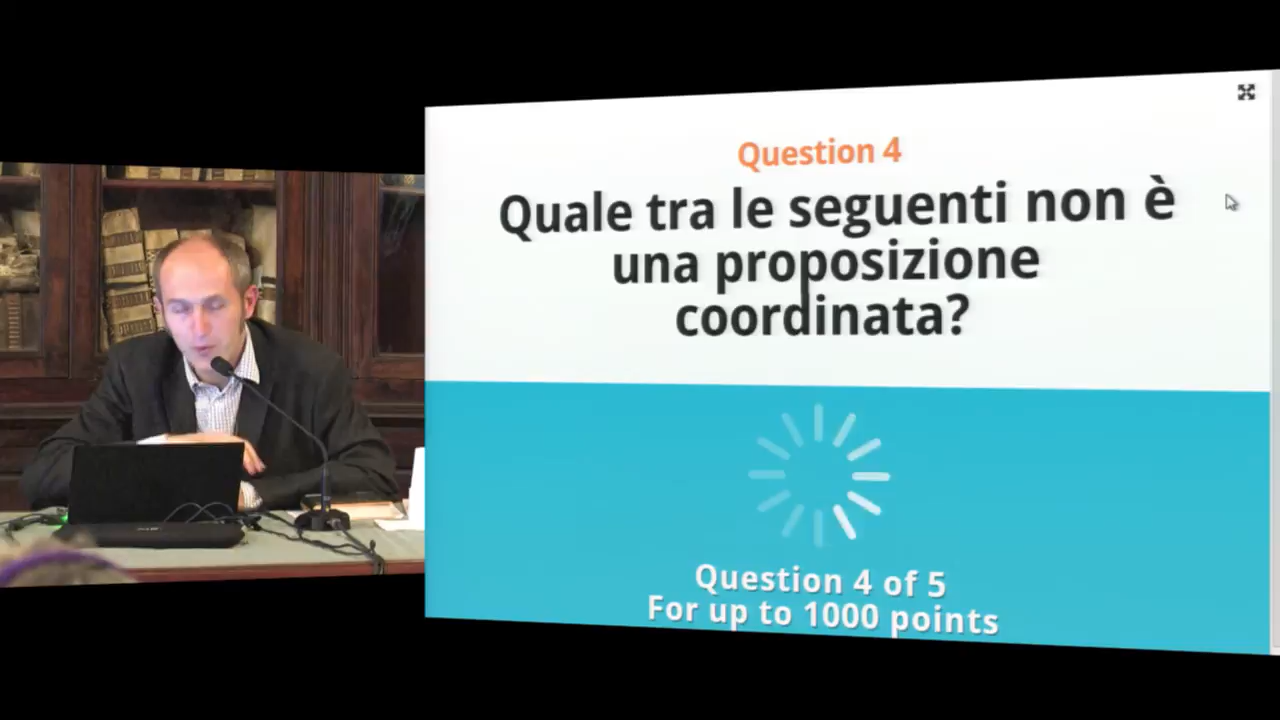 Question 4
Quale tra le seguenti non è
una proposizione
coordinata?
Question 4 of 5
For up to 1000 points